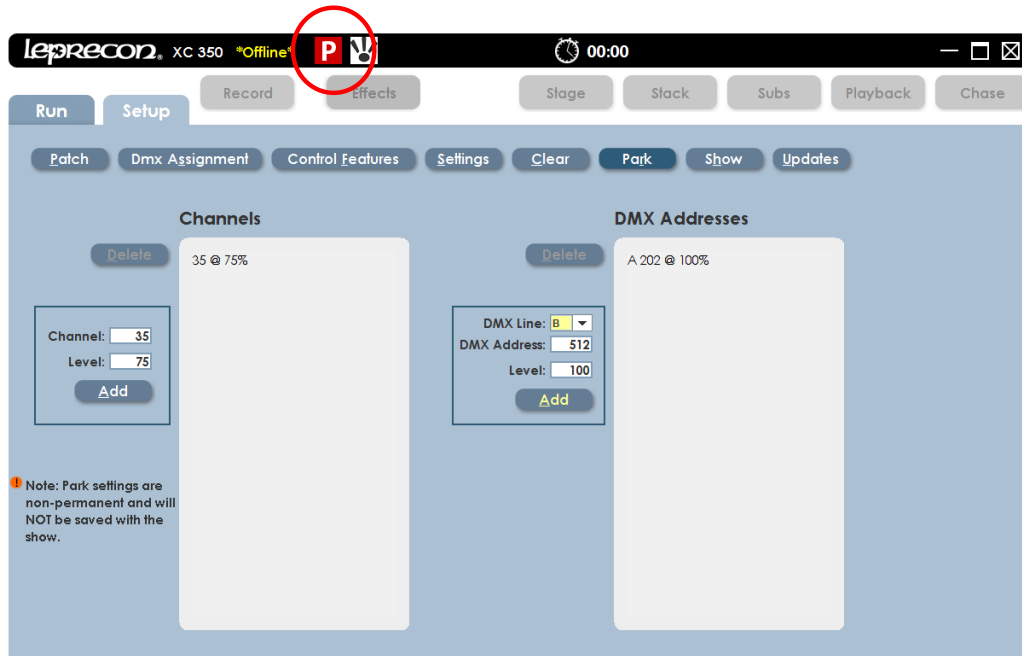 leprecon® XC 350 *Offline* P 00:00
Record Effects Stage Stack Subs Playback Chase
Run Setup
Patch Dmx Assignment Control Features Settings Clear Park Show Updates
Channels DMX Addresses
Delete 35 @ 75% Delete A 202 @ 100%
DMX Line: B
Channel: 35 DMX Address: 512
Level: 75 Level: 100
Add Add
! Note: Park settings are
non-permanent and will
NOT be saved with the
show.